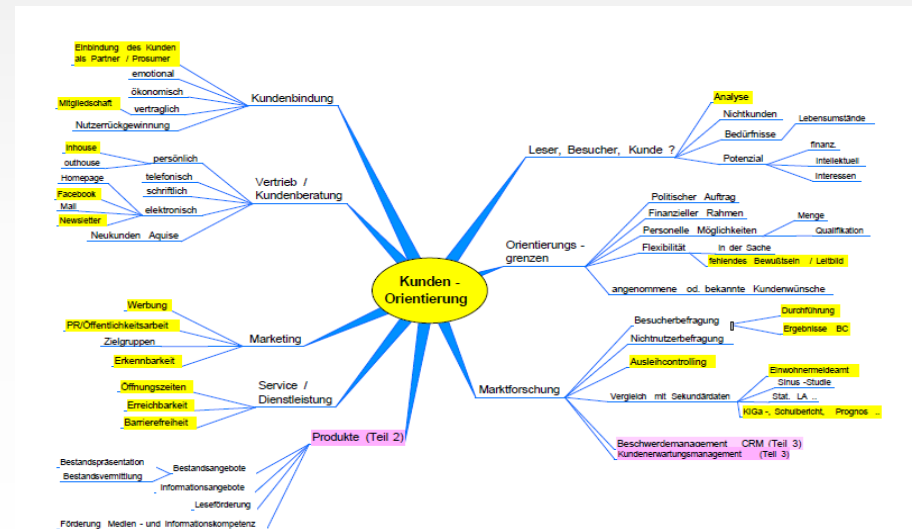 Einbindung des Kunden
als Partner / Prosumer
emotional
ökonomisch
Mitgliedschaft
vertraglich
Nutzerrückgewinnung
Kundenbindung
Inhouse
outhouse
persönlich
Homepage
telefonisch
schriftlich
Facebook
Mail
Newsletter
elektronisch
Neukunden Aquise
Vertrieb /
Kundenberatung
Werbung
PR/Öffentlichkeitsarbeit
Zielgruppen
Erkennbarkeit
Marketing
Öffnungszeiten
Erreichbarkeit
Barrierefreiheit
Service /
Dienstleistung
Produkte (Teil 2)
Bestandspräsentation
Bestandsvermittlung
Bestandsangebote
Informationsangebote
Leseförderung
Förderung Medien - und Informationskompetenz
Kunden -
Orientierung
Leser, Besucher, Kunde ?
Analyse
Nichtkunden
Bedürfnisse
Lebensumstände
Potenzial
finanz.
Intellektuell
Interessen
Orientierungs -
grenzen
Politischer Auftrag
Finanzieller Rahmen
Personelle Möglichkeiten
Menge
Qualifikation
Flexibilität
In der Sache
fehlendes Bewußtsein / Leitbild
angenommene od. bekannte Kundenwünsche
Marktforschung
Besucherbefragung
Durchführung
Ergebnisse BC
Nichtnutzerbefragung
Ausleihcontrolling
Vergleich mit Sekundärdaten
Einwohnermeldeamt
Sinus -Studie
Stat. LA ..
KiGa -, Schulbericht, Prognos ..
Beschwerdemanagement CRM (Teil 3)
Kundenerwartungsmanagement (Teil 3)